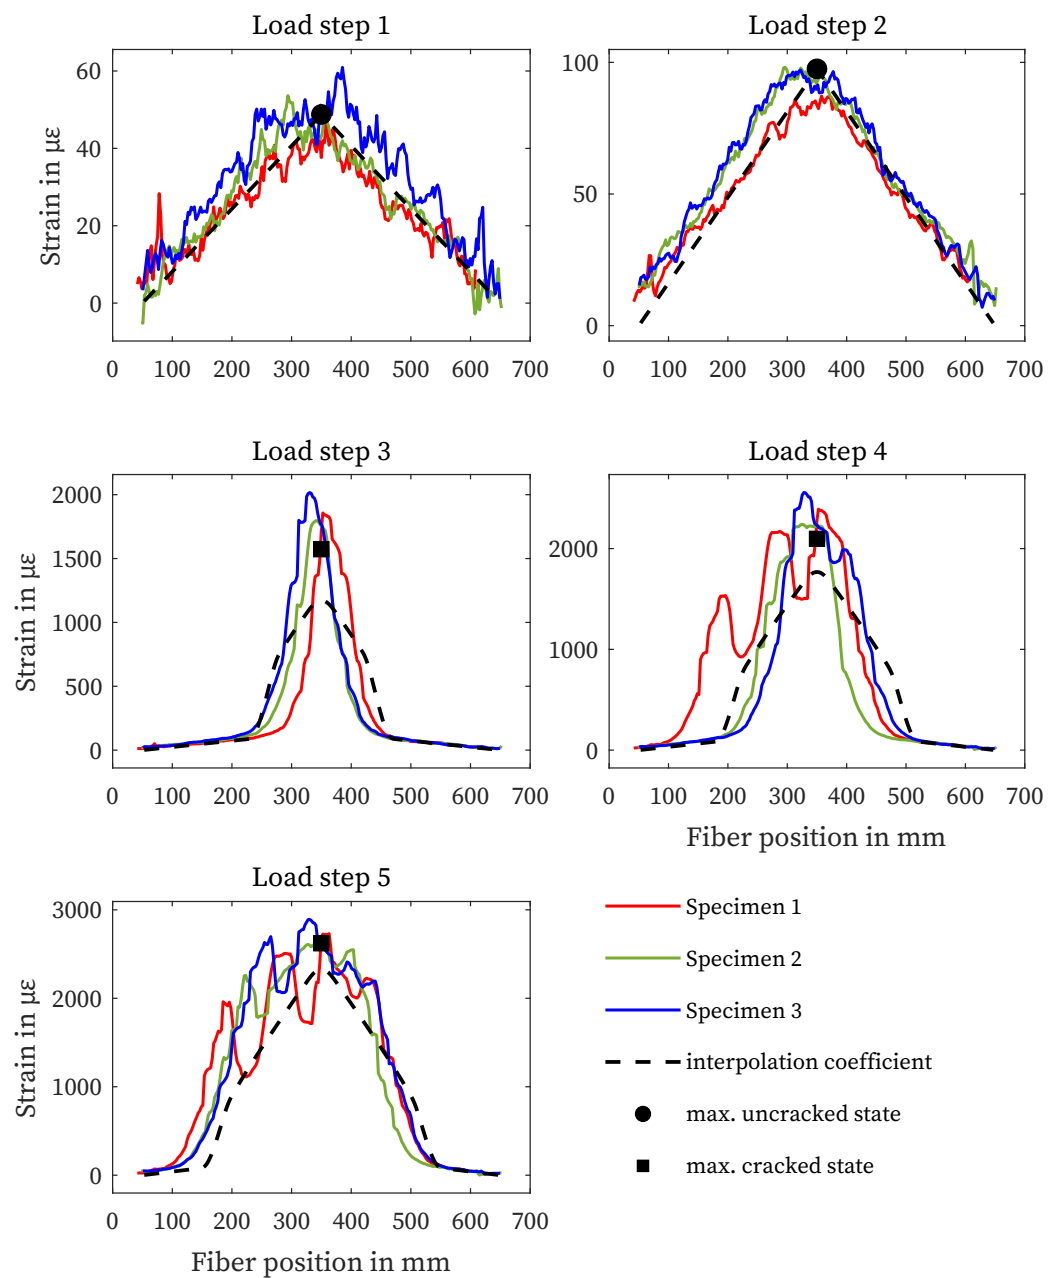 Load step 1
Strain in με
60
40
20
0
0 100 200 300 400 500 600 700
Load step 2
100
50
0
0 100 200 300 400 500 600 700
Load step 3
Strain in με
2000
1500
1000
500
0
0 100 200 300 400 500 600 700
Load step 4
2000
1000
0
0 100 200 300 400 500 600 700
Fiber position in mm
Load step 5
Strain in με
3000
2000
1000
0
0 100 200 300 400 500 600 700
Fiber position in mm
Specimen 1
Specimen 2
Specimen 3
interpolation coefficient
max. uncracked state
max. cracked state